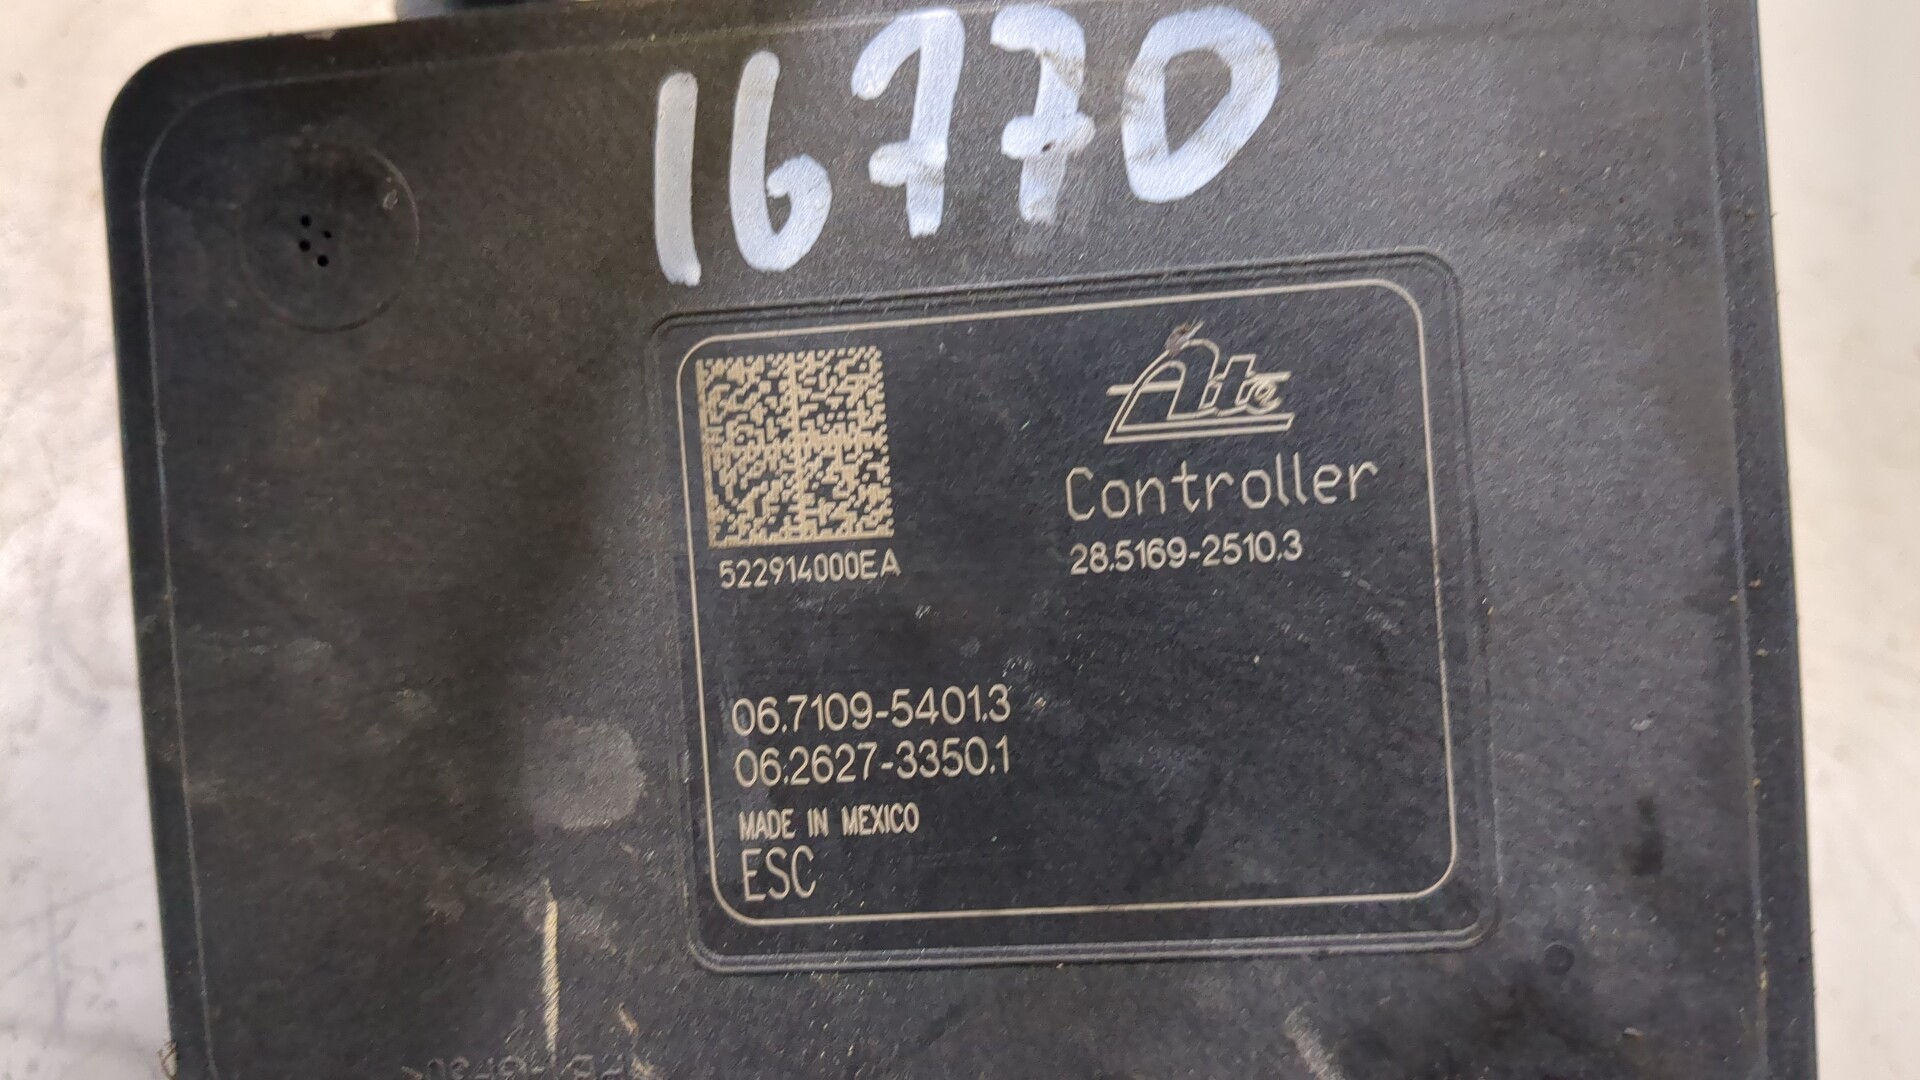 16770
Ate
Controller
522914000EA
28.5169-2510.3
06.7109-5401.3
06.2627-3350.1
MADE IN MEXICO
ESC